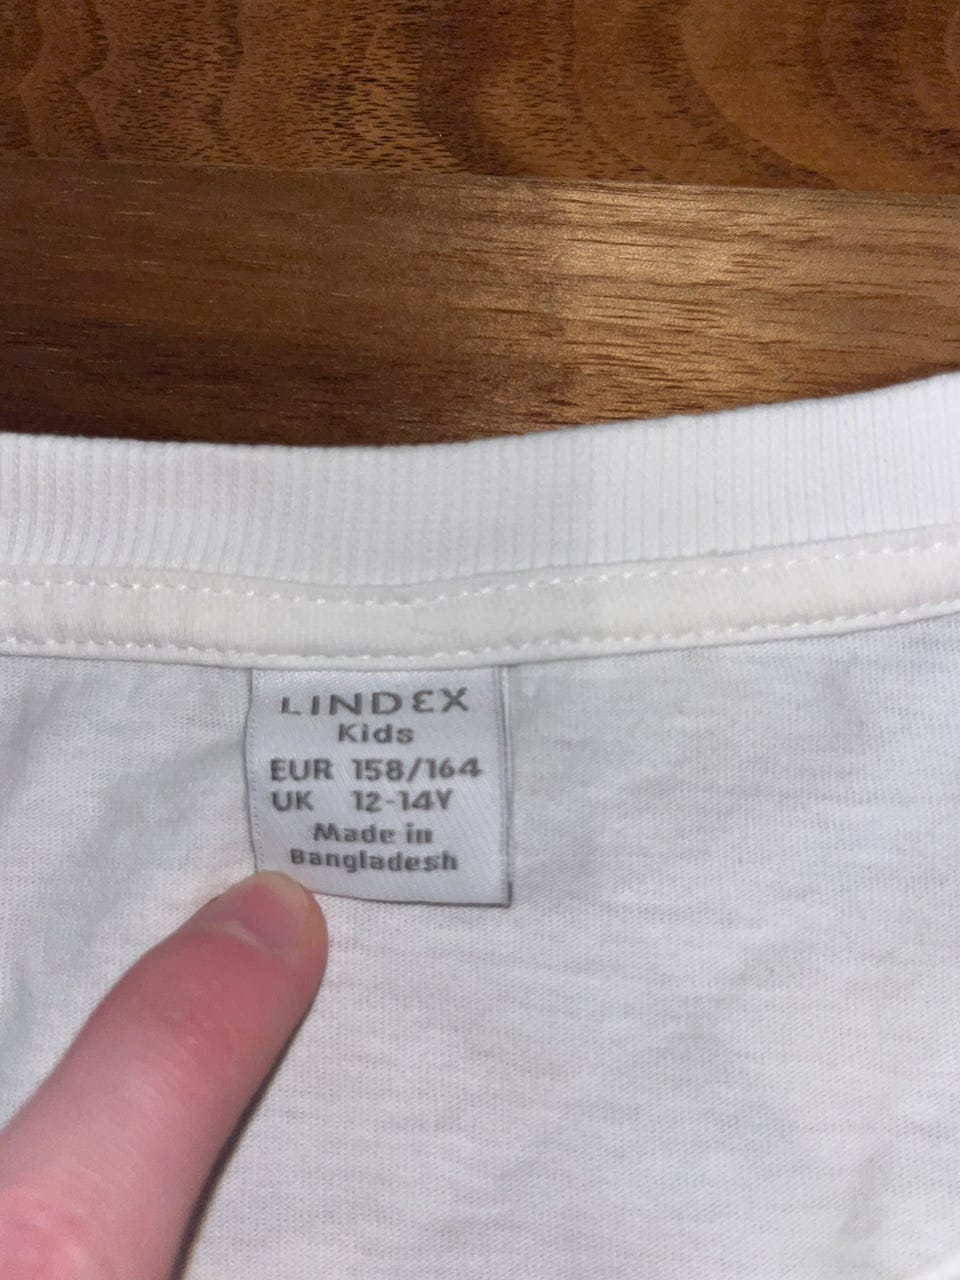 LINDEX
Kids
EUR 158/164
UK 12-14Y
Made in
Bangladesh